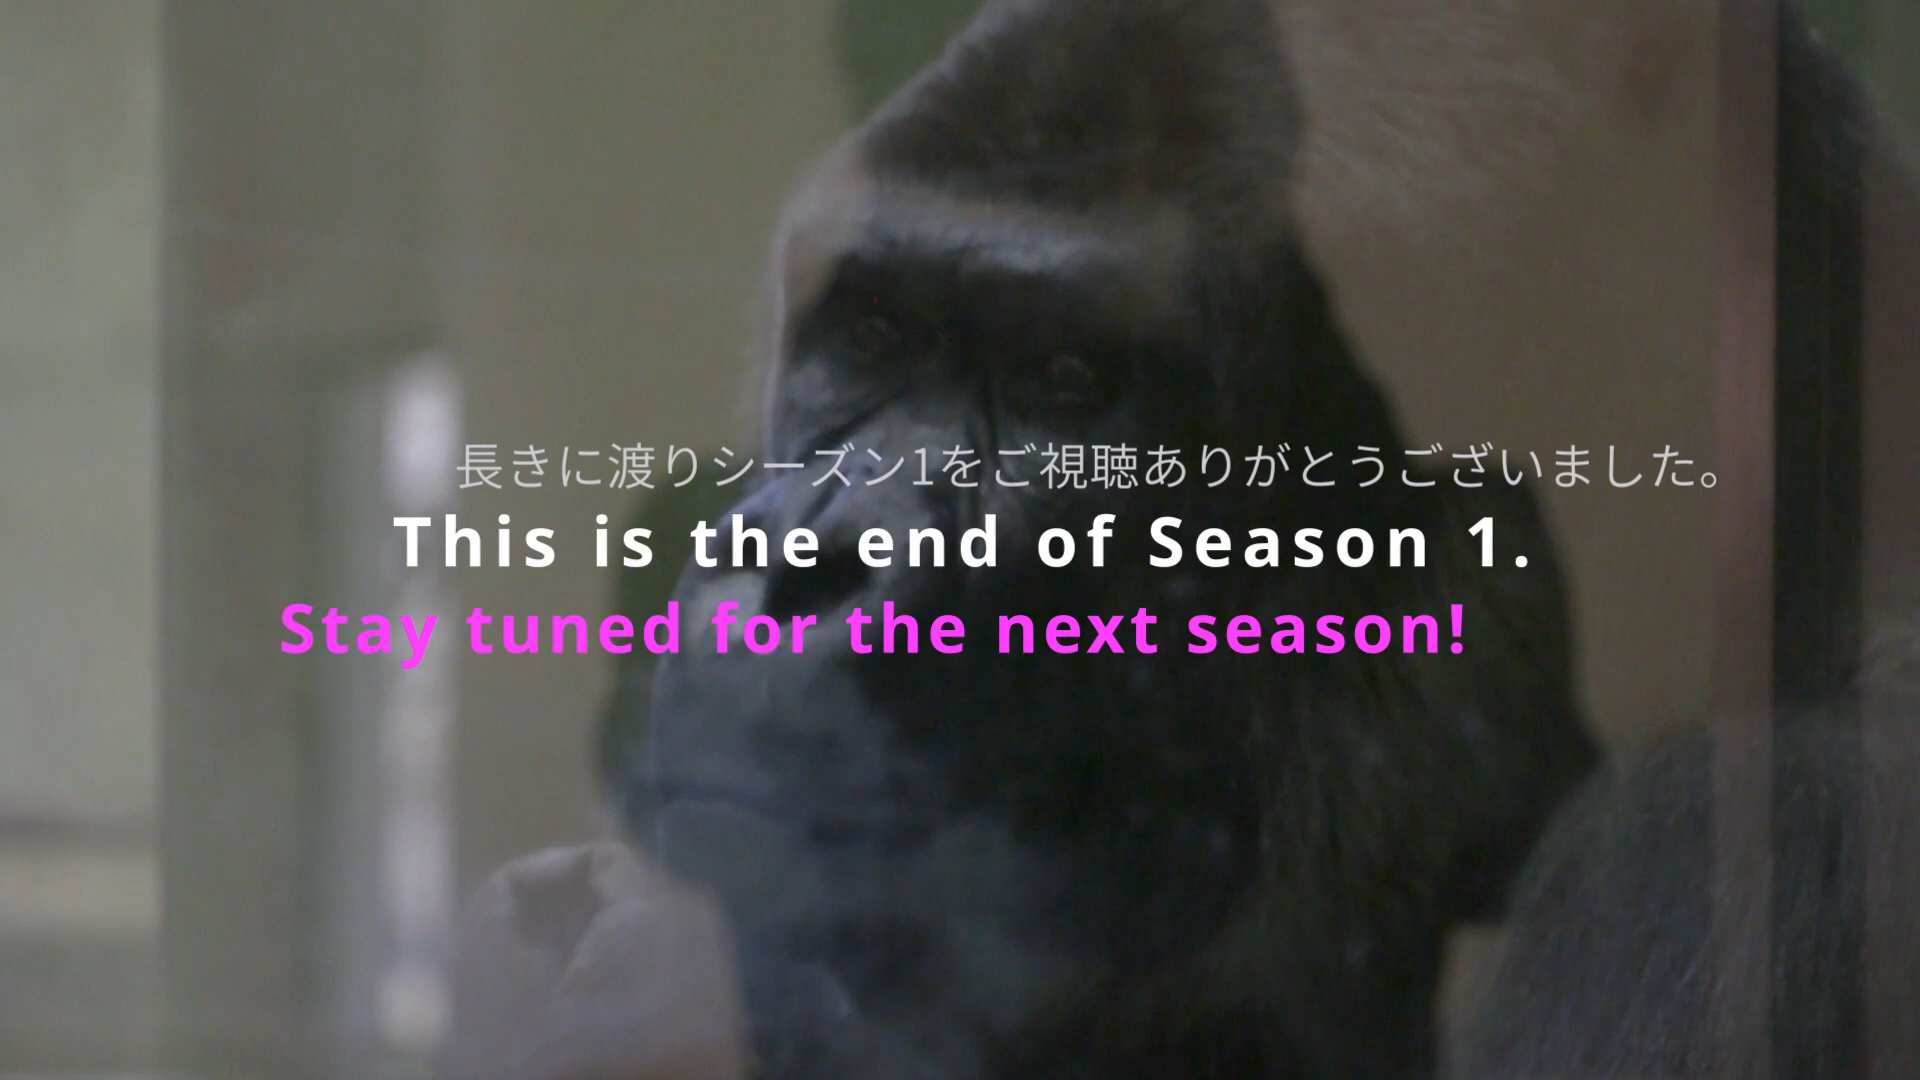 長きに渡りシーズン1をご視聴ありがとうございました。
This is the end of Season 1.
Stay tuned for the next season!